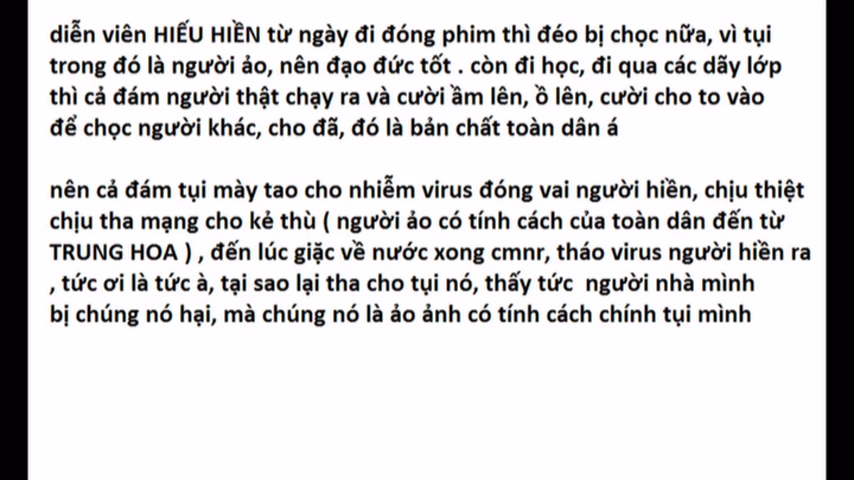 diễn viên HIẾU HIỀN từ ngày đi đóng phim thì đéo bị chọc nữa, vì tụi
trong đó là người ảo, nên đạo đức tốt . còn đi học, đi qua các dãy lớp
thì cả đám người thật chạy ra và cười ầm lên, ồ lên, cười cho to vào
để chọc người khác, cho đã, đó là bản chất toàn dân á
nên cả đám tụi mày tao cho nhiễm virus đóng vai người hiền, chịu thiệt
chịu tha mạng cho kẻ thù ( người ảo có tính cách của toàn dân đến từ
TRUNG HOA ) , đến lúc giặc về nước xong cmnr, tháo virus người hiền ra
, tức ơi là tức à, tại sao lại tha cho tụi nó, thấy tức người nhà mình
bị chúng nó hại, mà chúng nó là ảo ảnh có tính cách chính tụi mình